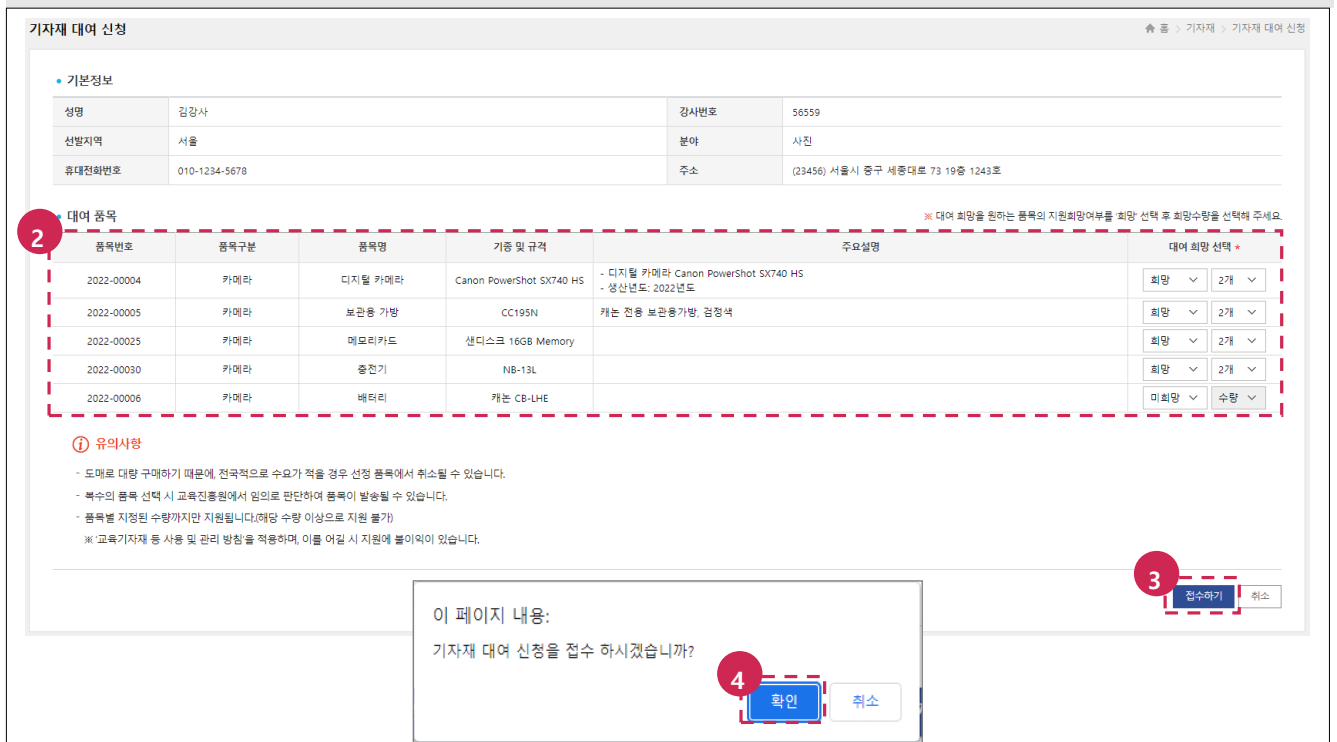 기자재 대여 신청
홈 > 기자재 > 기자재 대여 신청
• 기본정보
성명 김강사 강사번호 56559
선발지역 서울 분야 사진
휴대전화번호 010-1234-5678 주소 (23456) 서울시 중구 세종대로 73 19층 1243호
• 대여 품목
※ 대여 희망을 원하는 품목의 지원희망여부를 '희망' 선택 후 희망수량을 선택해 주세요.
2
품목번호 품목구분 품목명 기종 및 규격 주요설명 대여 희망 선택 *
2022-00004 카메라 디지털 카메라 Canon PowerShot SX740 HS - 디지털 카메라 Canon PowerShot SX740 HS
- 생산년도: 2022년도
희망 2개
2022-00005 카메라 보관용 가방 CC195N 캐논 전용 보관용가방, 검정색 희망 2개
2022-00025 카메라 메모리카드 샌디스크 16GB Memory 희망 2개
2022-00030 카메라 충전기 NB-13L 희망 2개
2022-00006 카메라 배터리 캐논 CB-LHE 미희망 수량
유의사항
- 도매로 대량 구매하기 때문에, 전국적으로 수요가 적을 경우 선정 품목에서 취소될 수 있습니다.
- 복수의 품목 선택 시 교육진흥원에서 임의로 판단하여 품목이 발송될 수 있습니다.
- 품목별 지정된 수량까지만 지원됩니다.(해당 수량 이상으로 지원 불가)
※ '교육기자재 등 사용 및 관리 방침'을 적용하며, 이를 어길 시 지원에 불이익이 있습니다.
3
접수하기 취소
이 페이지 내용:
기자재 대여 신청을 접수 하시겠습니까?
4
확인 취소